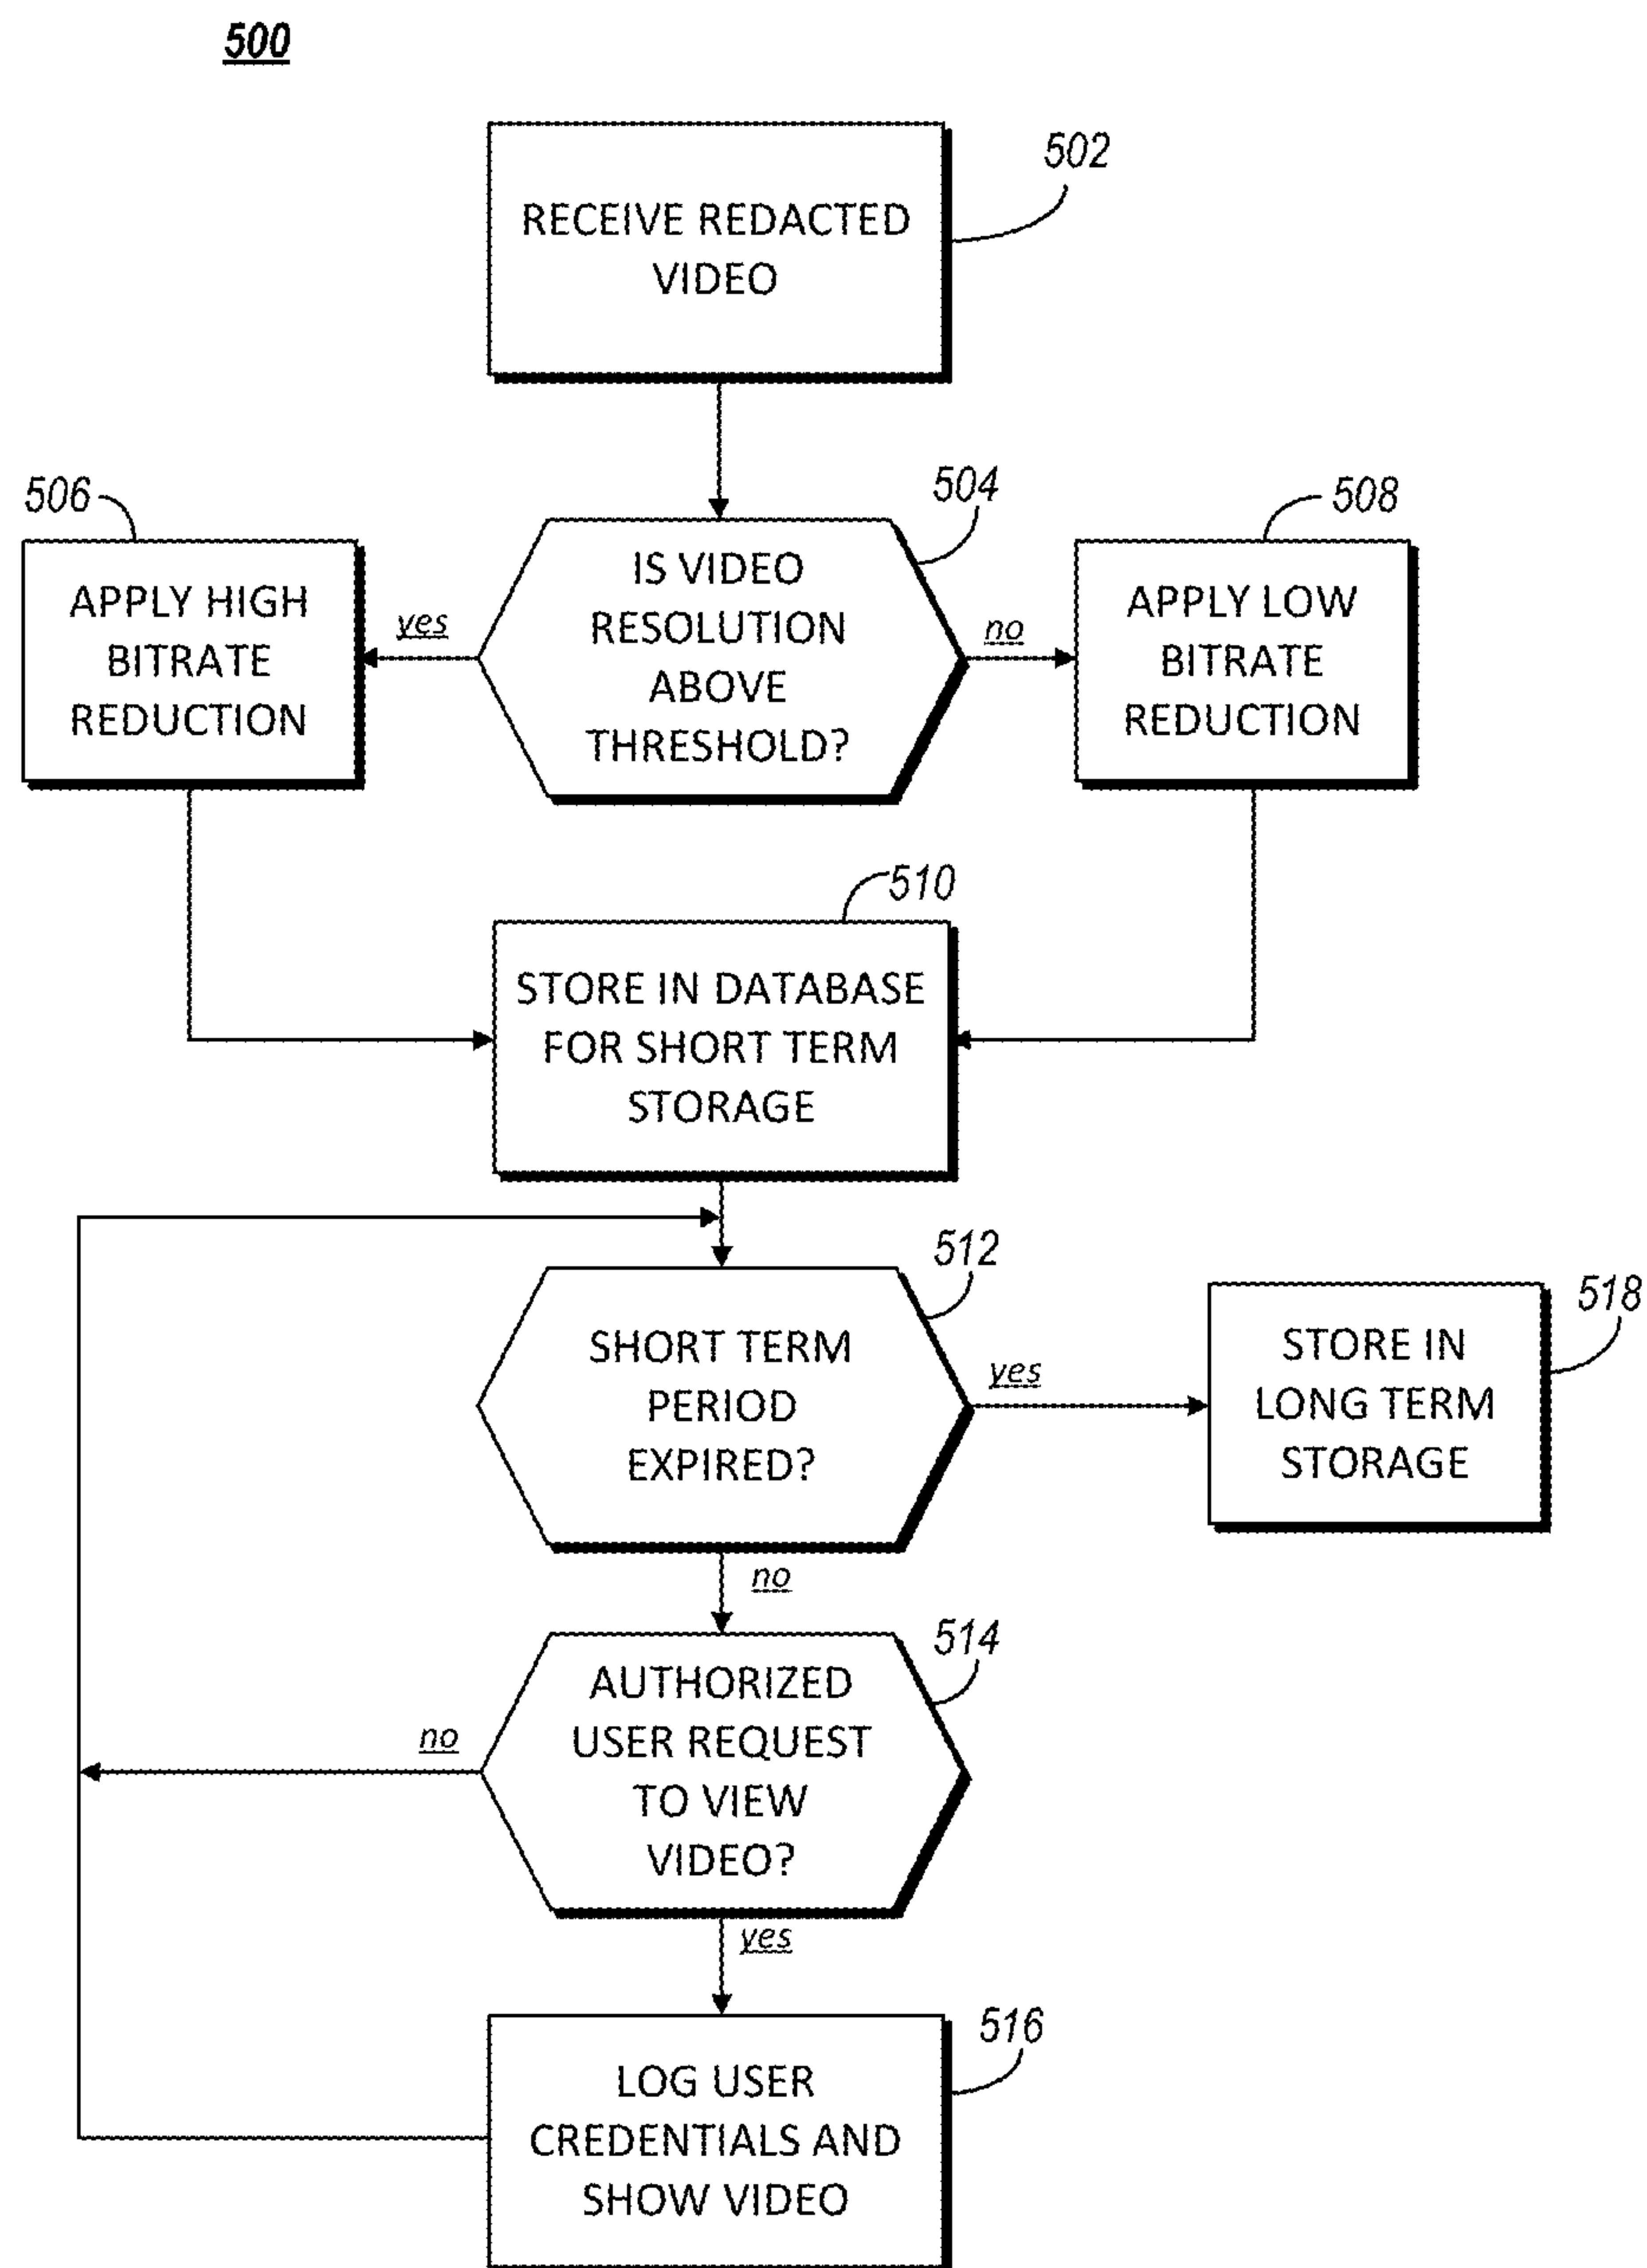 500
RECEIVE REDACTED
VIDEO
502
504
IS VIDEO
RESOLUTION
ABOVE
THRESHOLD?
yes
no
506
APPLY HIGH
BITRATE
REDUCTION
508
APPLY LOW
BITRATE
REDUCTION
510
STORE IN DATABASE
FOR SHORT TERM
STORAGE
512
SHORT TERM
PERIOD
EXPIRED?
yes
no
518
STORE IN
LONG TERM
STORAGE
514
AUTHORIZED
USER REQUEST
TO VIEW
VIDEO?
no
yes
516
LOG USER
CREDENTIALS AND
SHOW VIDEO